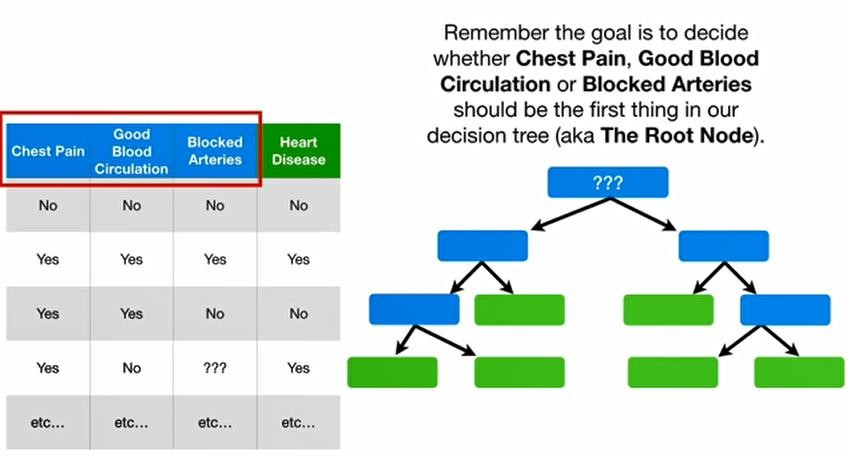 Remember the goal is to decide
whether Chest Pain, Good Blood
Circulation or Blocked Arteries
should be the first thing in our
decision tree (aka The Root Node).
Chest Pain Good Blood Circulation Blocked Arteries Heart Disease
No No No No
Yes Yes Yes Yes
Yes Yes No No
Yes No ??? Yes
etc... etc... etc... etc...
???